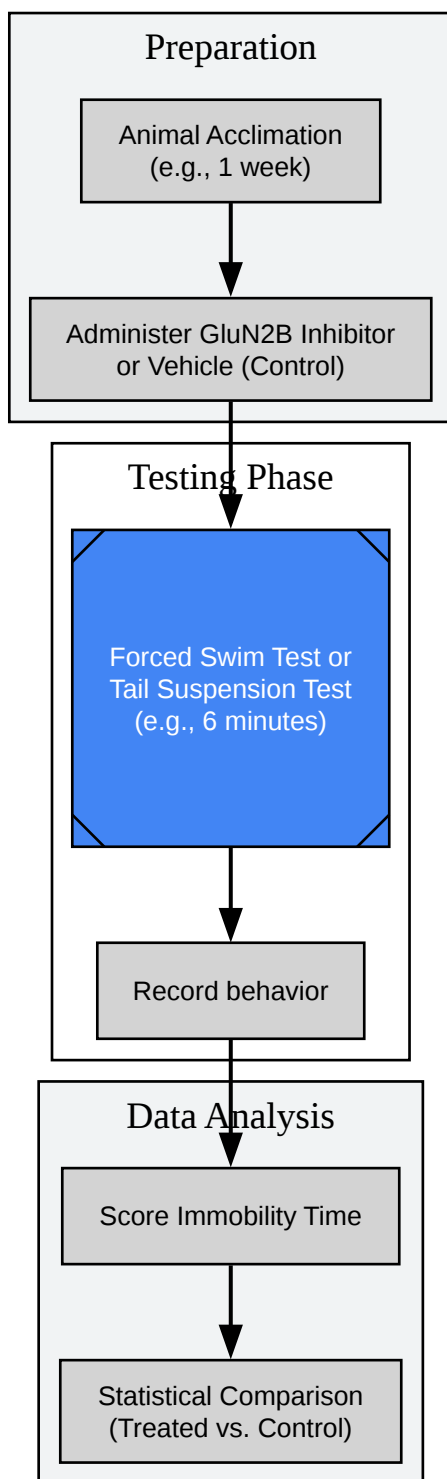 Preparation
Animal Acclimation
(e.g., 1 week)
Administer GluN2B Inhibitor
or Vehicle (Control)
Testing Phase
Forced Swim Test or
Tail Suspension Test
(e.g., 6 minutes)
Record behavior
Data Analysis
Score Immobility Time
Statistical Comparison
(Treated vs. Control)